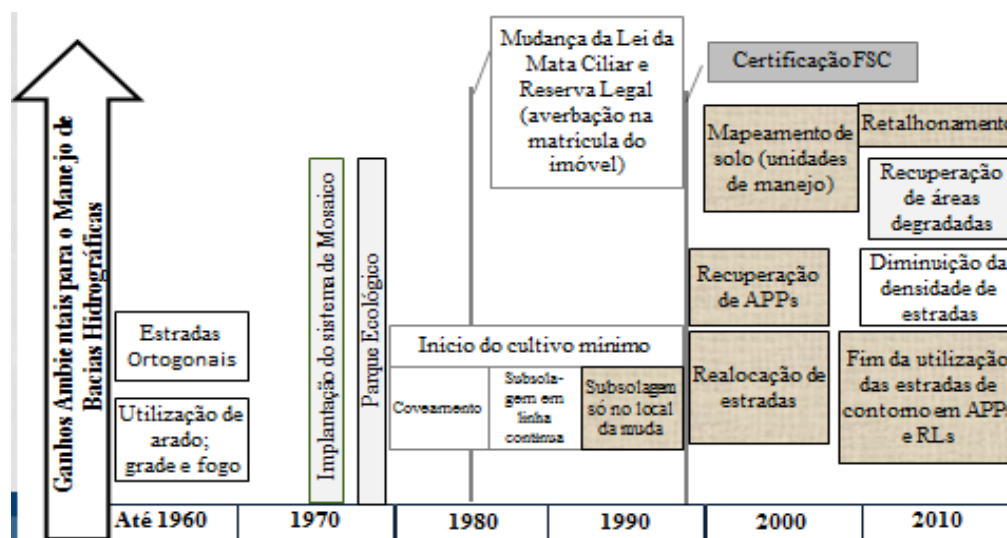 Ganhos Ambientais para o Manejo de
Bacias Hidrográficas
Estradas
Ortogonais
Utilização de
arado;
grade e fogo
Implantação do sistema de Mosaico
Parque Ecológico
Mudança da Lei da
Mata Ciliar e
Reserva Legal
(averbação na
matrícula do
imóvel)
Inicio do cultivo mínimo
Coveamento
Subsola-
gem em
linha
continua
Subsolagem
só no local
da muda
Certificação FSC
Mapeamento de
solo (unidades
de manejo)
Recuperação
de APPs
Realocação de
estradas
Retalhonamento
Recuperação
de áreas
degradadas
Diminuição da
densidade de
estradas
Fim da utilização
das estradas de
contorno em APPs
e RLs
Até 1960
1970
1980
1990
2000
2010